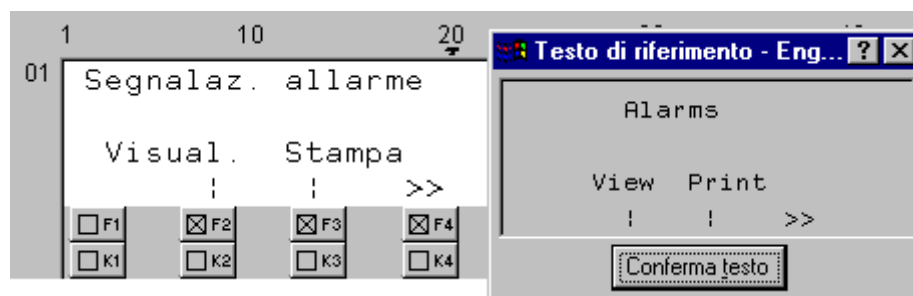 1 10 20
01
Segnalaz. allarme
Visual. Stampa
¦ ¦ >>
F1 F2 F3 F4
K1 K2 K3 K4
Testo di riferimento - Eng...
Alarms
View Print
¦ ¦ >>
Conferma testo